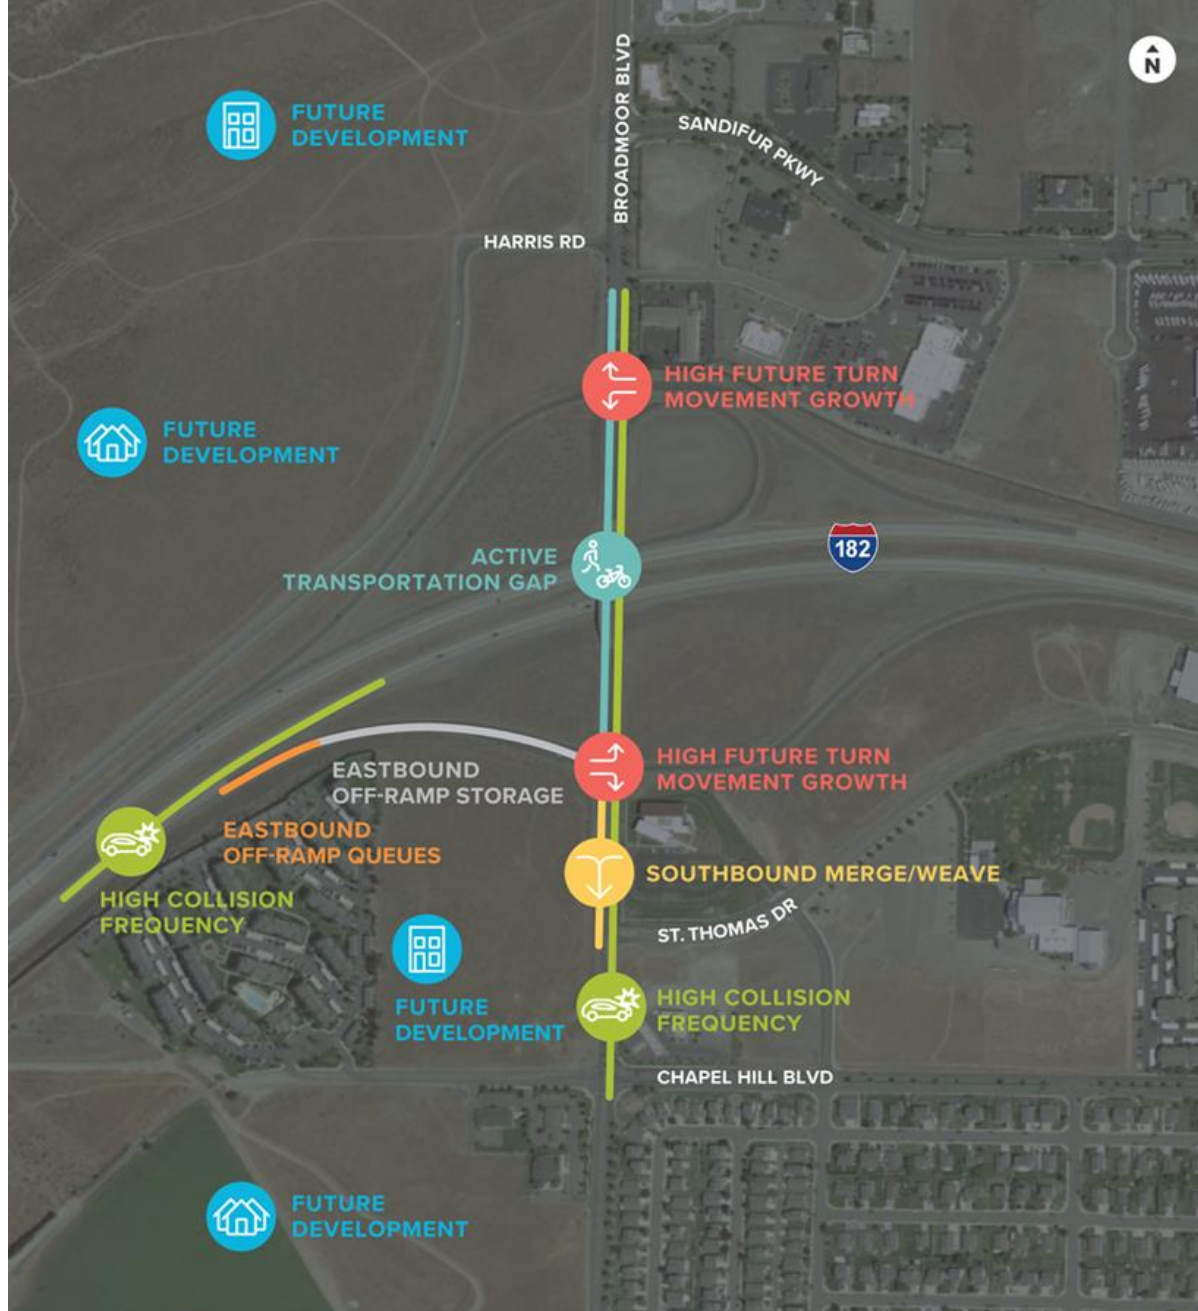 N
BROADMOOR BLVD
FUTURE
DEVELOPMENT
SANDIFUR PKWY
HARRIS RD
HIGH FUTURE TURN
MOVEMENT GROWTH
FUTURE
DEVELOPMENT
182
ACTIVE
TRANSPORTATION GAP
HIGH FUTURE TURN
MOVEMENT GROWTH
EASTBOUND
OFF-RAMP STORAGE
EASTBOUND
OFF-RAMP QUEUES
SOUTHBOUND MERGE/WEAVE
HIGH COLLISION
FREQUENCY
ST. THOMAS DR
FUTURE
DEVELOPMENT
HIGH COLLISION
FREQUENCY
CHAPEL HILL BLVD
FUTURE
DEVELOPMENT